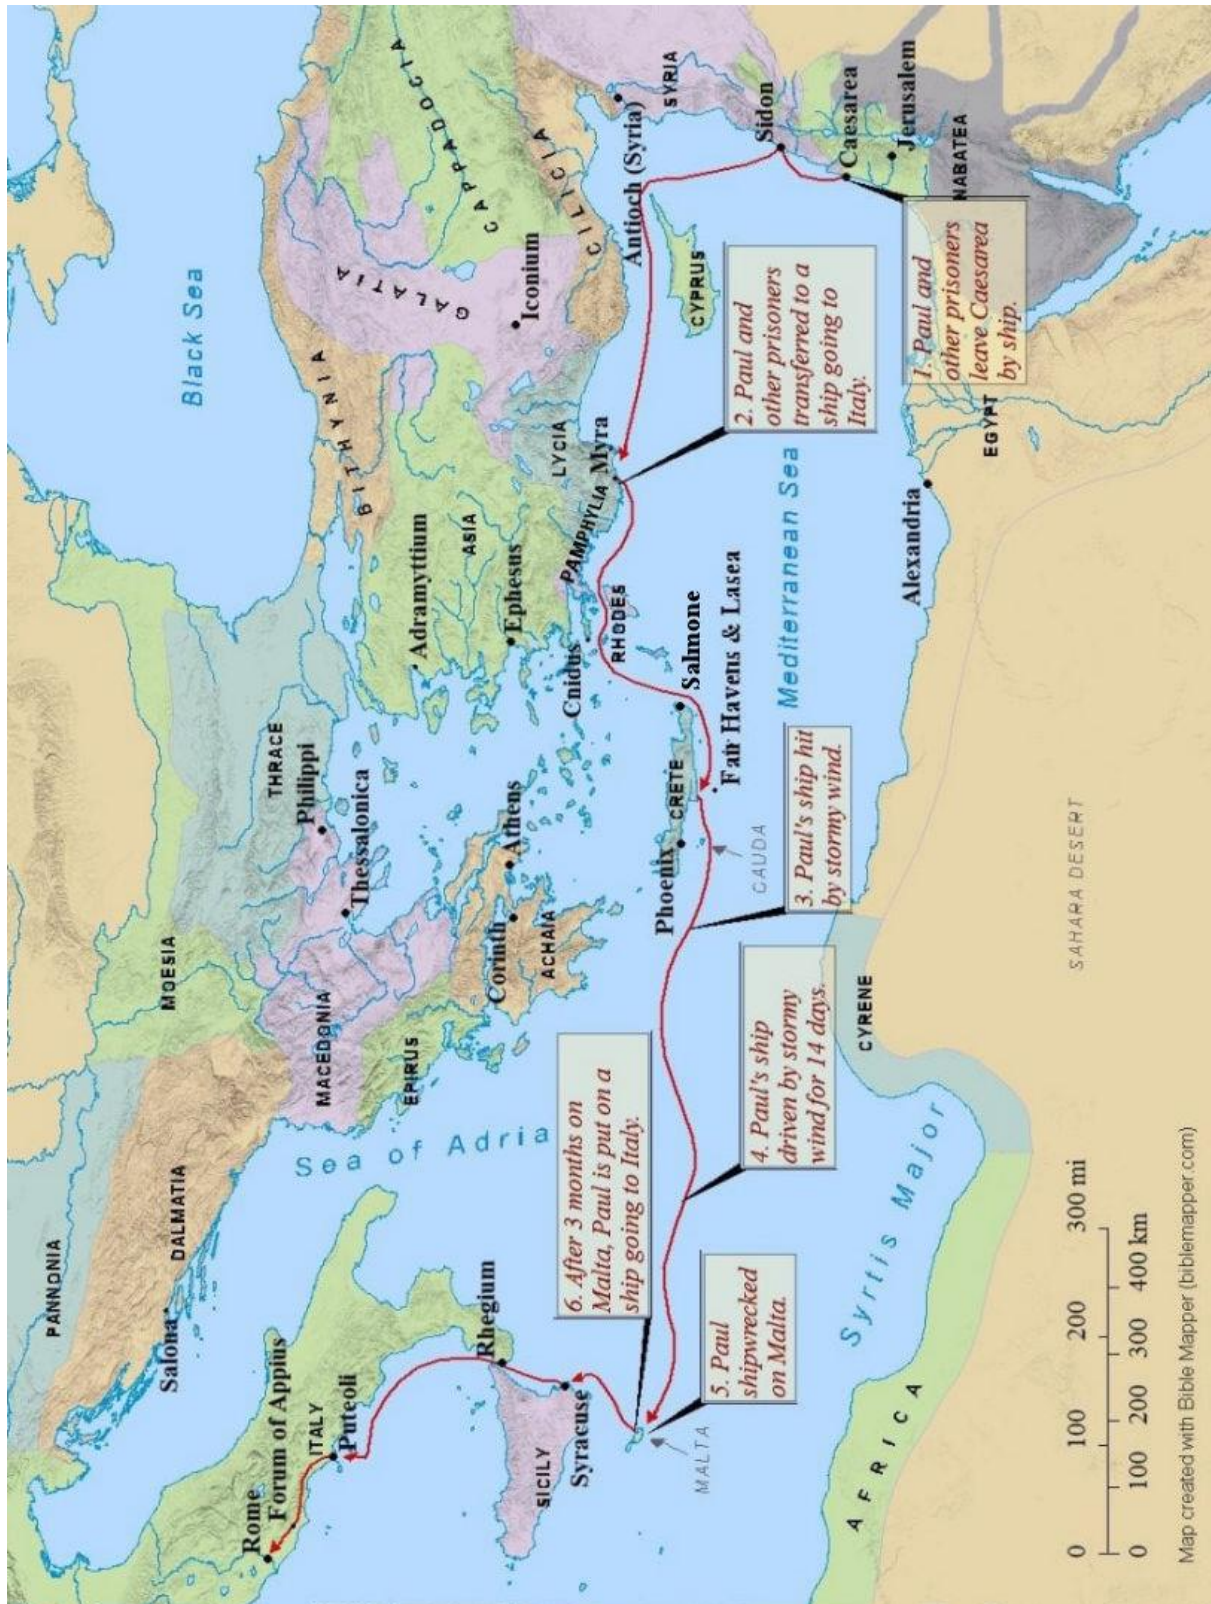 Black Sea
PANNONIA
DALMATIA
Salona
MOESIA
THRACE
Philippi
Thessalonica
MACEDONIA
EPIRUS
Sea of Adria
BITHYNIA
GALATIA
CAPPADOCIA
CILICIA
Iconium
ASIA
Adramyttium
Ephesus
LYCIA
PAMPHYLIA
Myra
Antioch (Syria)
SYRIA
Rome
Forum of Appius
ITALY
Puteoli
Rhegium
SICILY
Syracuse
Corinth
Athens
ACHAIA
Cnidus
RHODES
Salmone
CRETE
Phoenix
Fair Havens & Lasea
CAUDA
CYPRUS
Sidon
Caesarea
Jerusalem
NABATEA
Mediterranean Sea
MALTA
1. Paul and
other prisoners
leave Caesarea
by ship.
2. Paul and
other prisoners
transferred to a
ship going to
Italy.
3. Paul's ship hit
by stormy wind.
4. Paul's ship
driven by stormy
wind for 14 days.
5. Paul
shipwrecked
on Malta.
6. After 3 months on
Malta, Paul is put on a
ship going to Italy.
Syrtis Major
CYRENE
AFRICA
SAHARA DESERT
Alexandria
EGYPT
0 100 200 300 mi
0 100 200 300 400 km
Map created with Bible Mapper (biblemapper.com)